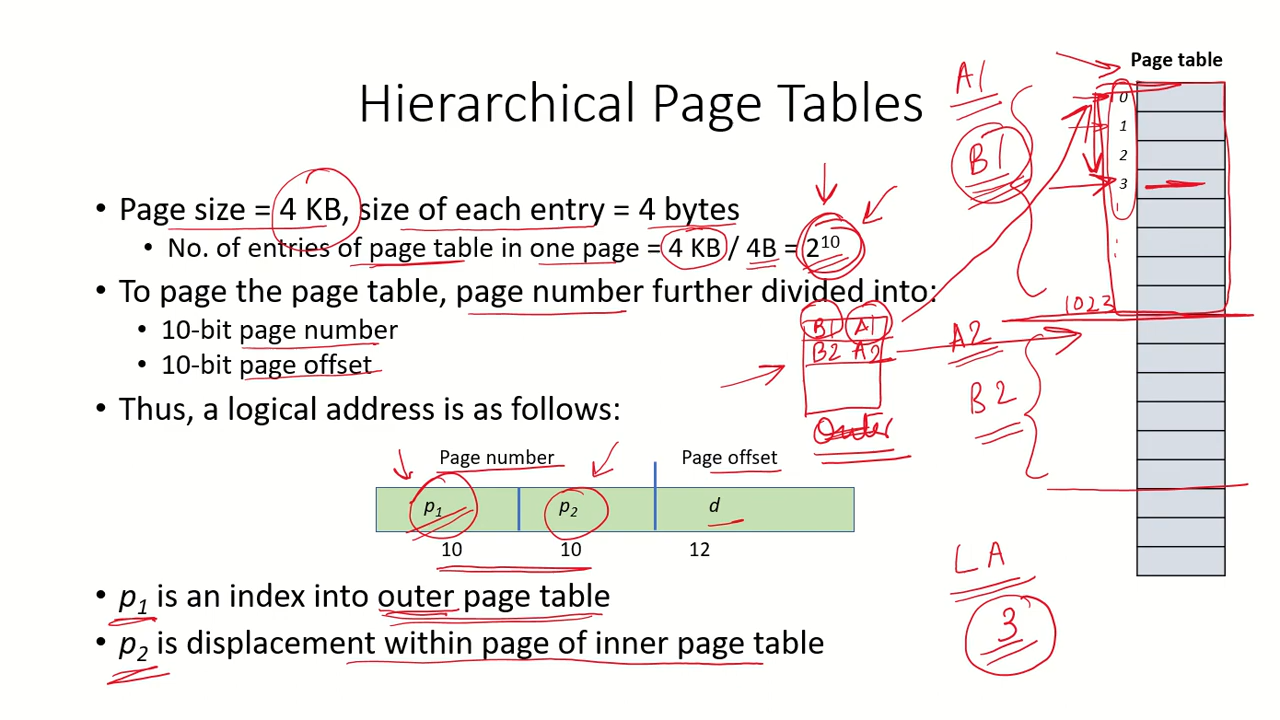 Hierarchical Page Tables
• Page size = 4 KB, size of each entry = 4 bytes
• No. of entries of page table in one page = 4 KB / 4B = 2¹⁰
• To page the page table, page number further divided into:
• 10-bit page number
• 10-bit page offset
• Thus, a logical address is as follows:
Page number Page offset
p₁ p₂ d
10 10 12
• p₁ is an index into outer page table
• p₂ is displacement within page of inner page table
B1 A1
B2 A2
Outer
A1
B1
A2
B2
LA
3
Page table
0
1
2
3
1023